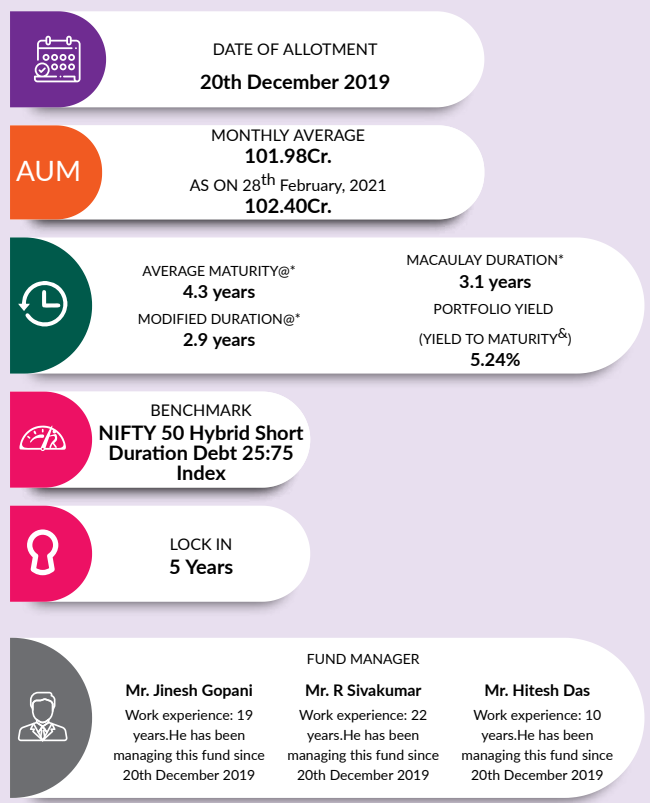 DATE OF ALLOTMENT
20th December 2019
AUM
MONTHLY AVERAGE
101.98Cr.
AS ON 28th February, 2021
102.40Cr.
AVERAGE MATURITY@*
4.3 years
MODIFIED DURATION@*
2.9 years
MACAULAY DURATION*
3.1 years
PORTFOLIO YIELD
(YIELD TO MATURITY&)
5.24%
BENCHMARK
NIFTY 50 Hybrid Short
Duration Debt 25:75
Index
LOCK IN
5 Years
FUND MANAGER
Mr. Jinesh Gopani
Work experience: 19
years.He has been
managing this fund since
20th December 2019
Mr. R Sivakumar
Work experience: 22
years.He has been
managing this fund since
20th December 2019
Mr. Hitesh Das
Work experience: 10
years.He has been
managing this fund since
20th December 2019